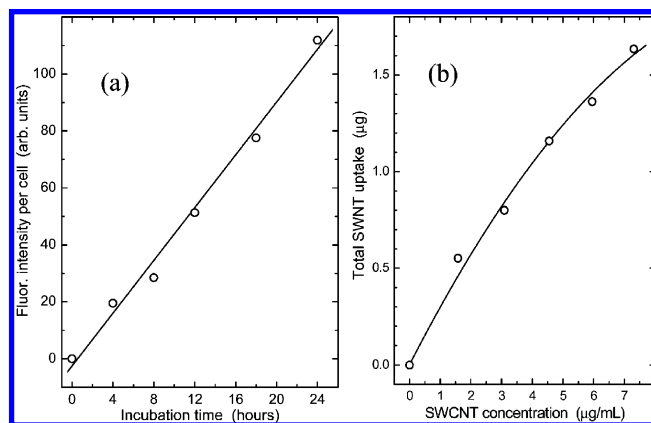 (a)
Fluor. intensity per cell (arb. units)
100
80
60
40
20
0
0 4 8 12 16 20 24
Incubation time (hours)
(b)
Total SWNT uptake (μg)
1.5
1.0
0.5
0.0
0 1 2 3 4 5 6 7
SWCNT concentration (μg/mL)